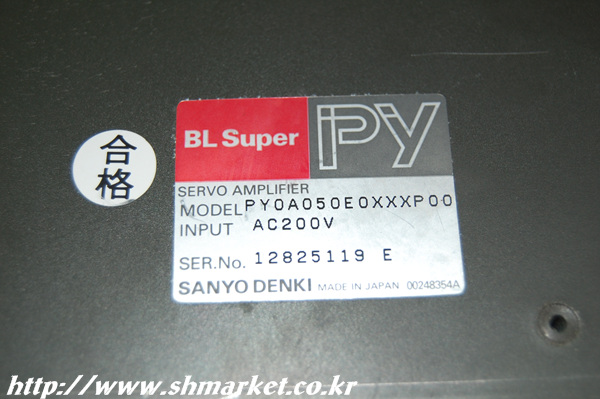 合格
BL Super PY
SERVO AMPLIFIER
MODEL PY0A050E0XXXP00
INPUT AC200V
SER.No. 12825119 E
SANYO DENKI MADE IN JAPAN 00248354A
http://www.shmarket.co.kr